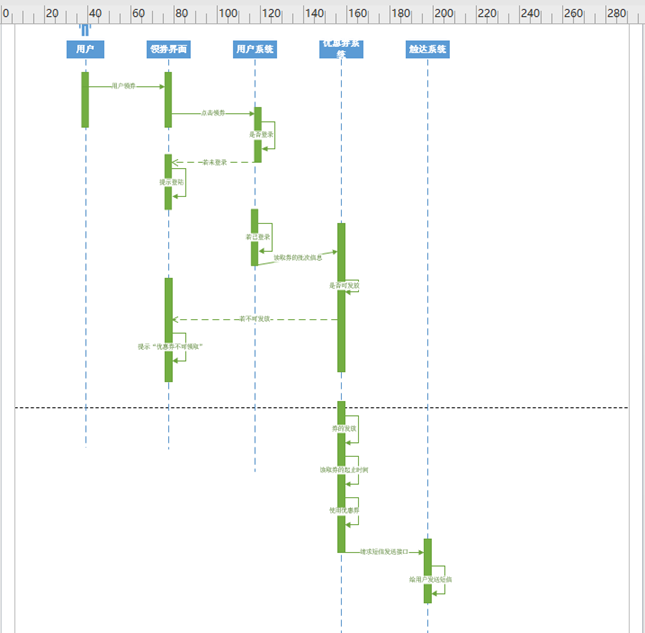 0 20 40 60 80 100 120 140 160 180 200 220 240 260 280
用户 领券界面 用户系统 优惠券系统 触达系统
用户领券
点击领券
是否登录
若未登录
提示登陆
若已登录
读取券的批次信息
是否可发放
若不可发放
提示“优惠券不可领取”
券的发放
读取券的起止时间
使用优惠券
请求短信发送接口
给用户发送短信